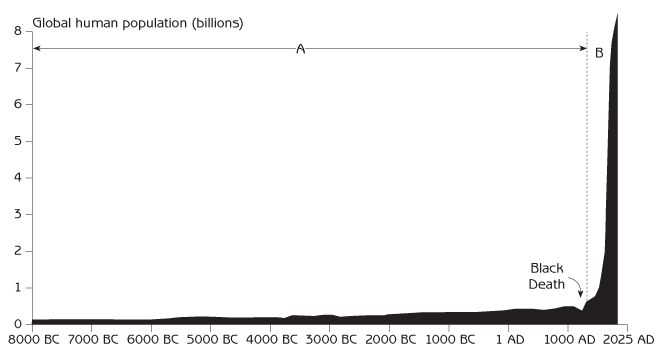 Global human population (billions)
8
A
B
7
6
5
4
3
2
Black
Death
1
0
8000 BC 7000 BC 6000 BC 5000 BC 4000 BC 3000 BC 2000 BC 1000 BC 1 AD 1000 AD 2025 AD